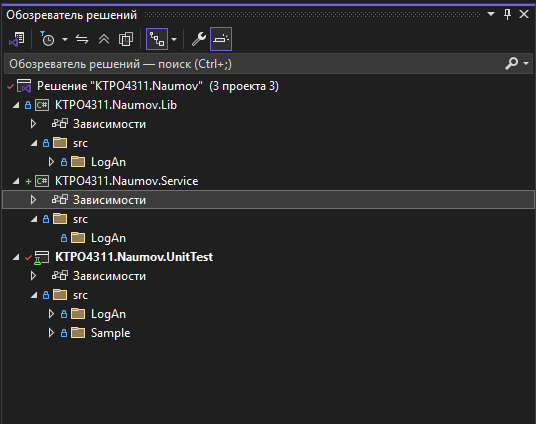 Обозреватель решений
Обозреватель решений — поиск (Ctrl+;)
Решение "KTPO4311.Naumov" (3 проекта 3)
KTPO4311.Naumov.Lib
Зависимости
src
LogAn
KTPO4311.Naumov.Service
Зависимости
src
LogAn
KTPO4311.Naumov.UnitTest
Зависимости
src
LogAn
Sample